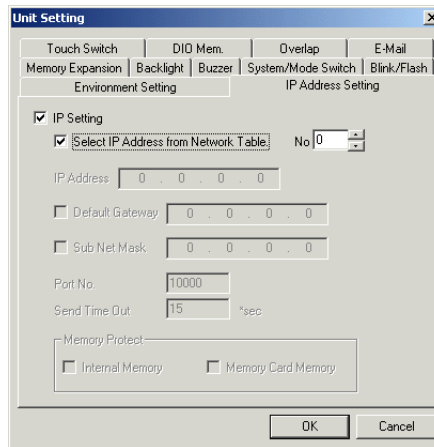 Unit Setting
Touch Switch DIO Mem. Overlap E-Mail
Memory Expansion Backlight Buzzer System/Mode Switch Blink/Flash
Environment Setting IP Address Setting
IP Setting
Select IP Address from Network Table. No 0
IP Address 0 . 0 . 0 . 0
Default Gateway 0 . 0 . 0 . 0
Sub Net Mask 0 . 0 . 0 . 0
Port No. 10000
Send Time Out 15 *sec
Memory Protect
Internal Memory Memory Card Memory
OK Cancel